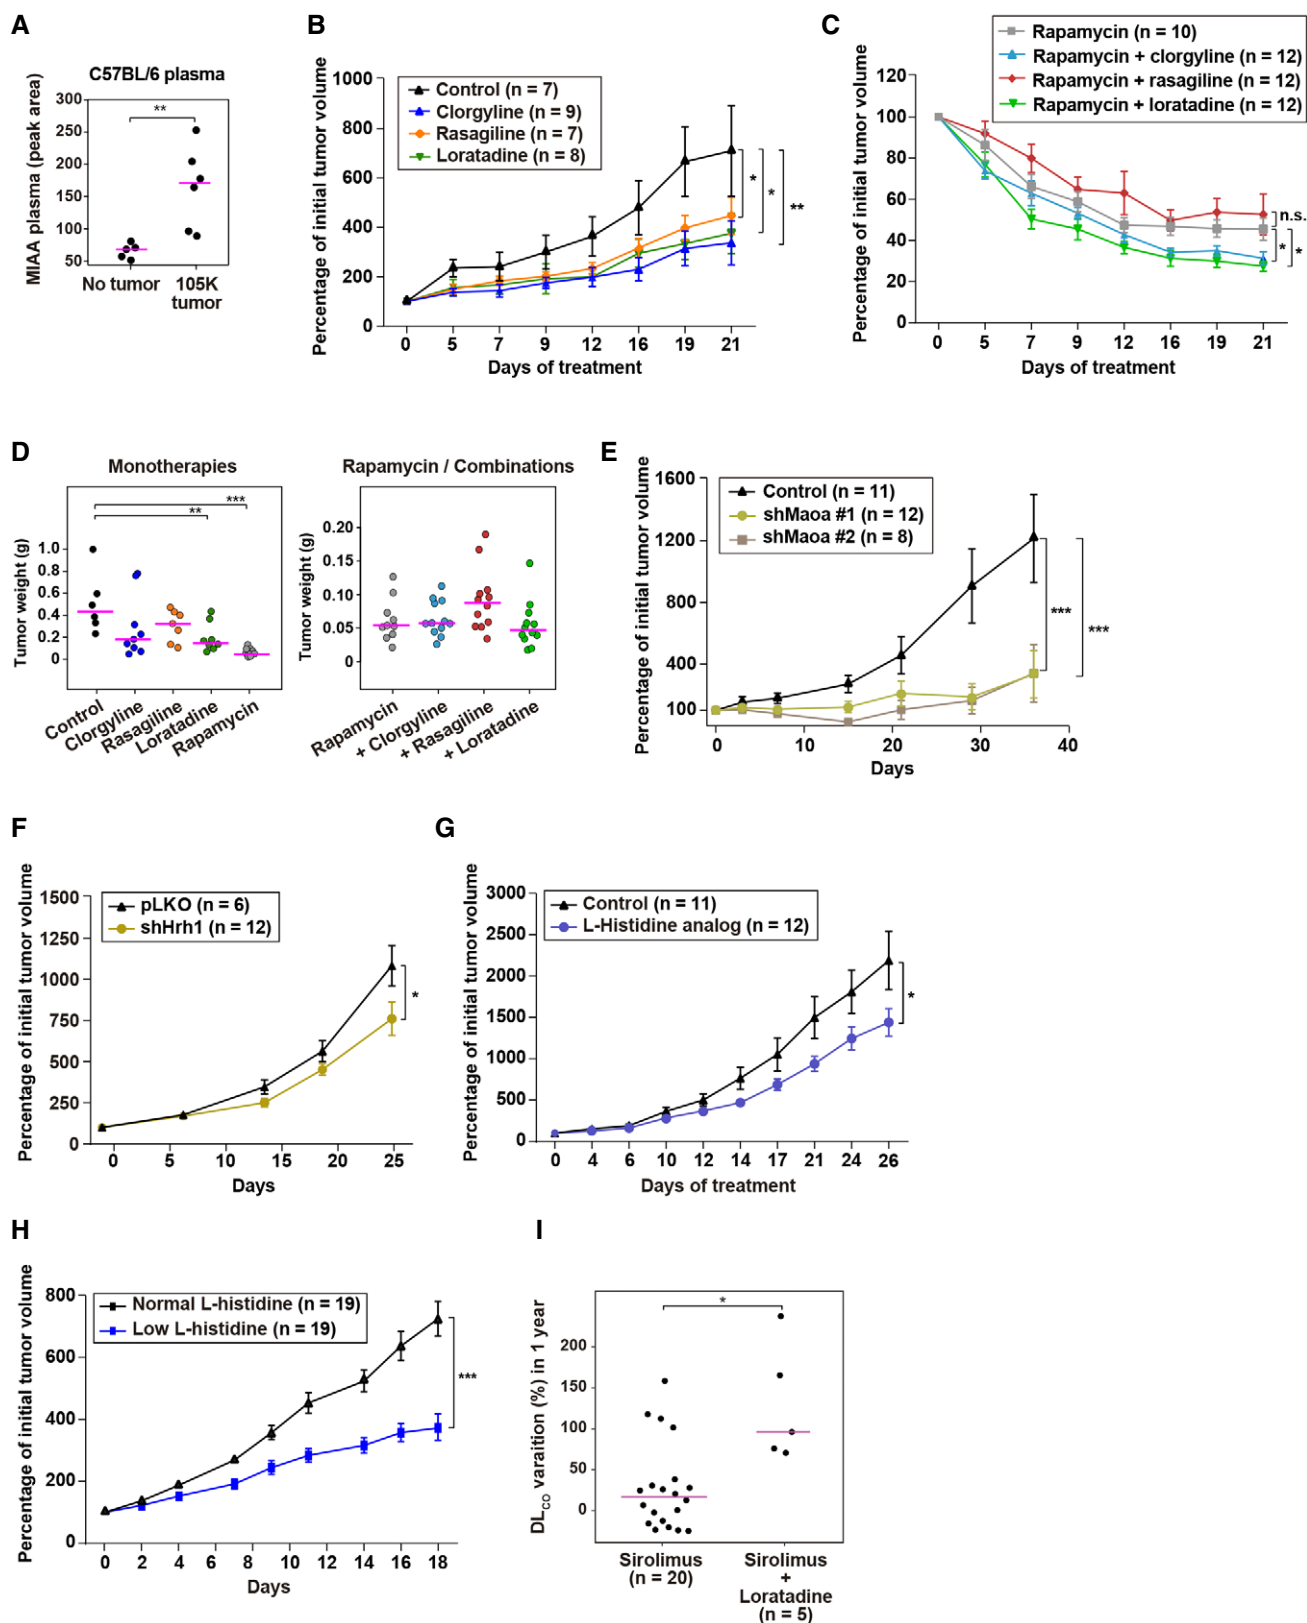 A
C57BL/6 plasma
MIAA plasma (peak area)
300
250
200
150
100
50
**
No tumor
105K
tumor
B
Percentage of initial tumor volume
1000
800
600
400
200
0
Control (n = 7)
Clorgyline (n = 9)
Rasagiline (n = 7)
Loratadine (n = 8)
*
*
**
0 5 7 9 12 16 19 21
Days of treatment
C
Rapamycin (n = 10)
Rapamycin + clorgyline (n = 12)
Rapamycin + rasagiline (n = 12)
Rapamycin + loratadine (n = 12)
Percentage of initial tumor volume
120
100
80
60
40
20
0
n.s.
*
*
0 5 7 9 12 16 19 21
Days of treatment
D
Monotherapies
Tumor weight (g)
1.0
0.8
0.6
0.4
0.2
0
***
**
Control
Clorgyline
Rasagiline
Loratadine
Rapamycin
Rapamycin / Combinations
Tumor weight (g)
0.20
0.15
0.10
0.05
0
Rapamycin
+ Clorgyline
+ Rasagiline
+ Loratadine
E
Percentage of initial tumor volume
1600
1200
800
400
100
Control (n = 11)
shMaoa #1 (n = 12)
shMaoa #2 (n = 8)
***
***
0 10 20 30 40
Days
F
Percentage of initial tumor volume
1500
1250
1000
750
500
250
0
pLKO (n = 6)
shHrh1 (n = 12)
*
0 5 10 15 20 25
Days
G
Percentage of initial tumor volume
3000
2500
2000
1500
1000
500
0
Control (n = 11)
L-Histidine analog (n = 12)
*
0 4 6 10 12 14 17 21 24 26
Days of treatment
H
Percentage of initial tumor volume
800
600
400
200
0
Normal L-histidine (n = 19)
Low L-histidine (n = 19)
***
0 2 4 6 8 10 12 14 16 18
Days
I
DLCO varaition (%) in 1 year
200
150
100
50
0
*
Sirolimus
(n = 20)
Sirolimus
+
Loratadine
(n = 5)